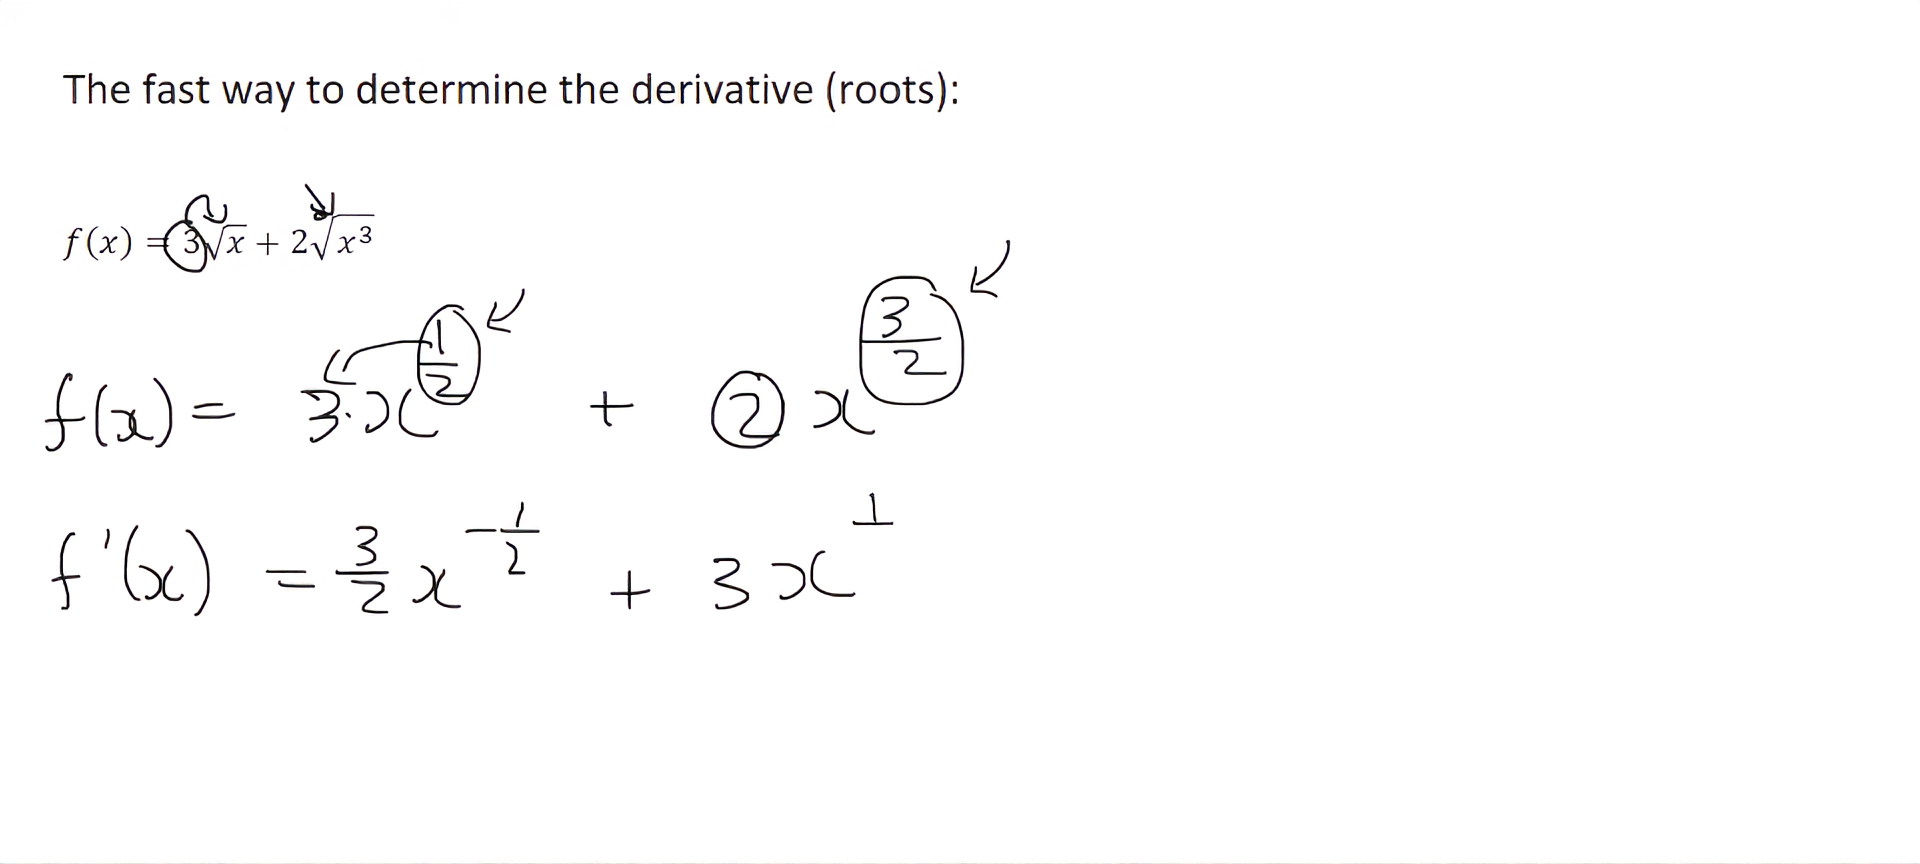 The fast way to determine the derivative (roots):
f(x) = 3√x + 2√x³
f(x) = 3·x^(1/2) + 2x^(3/2)
f'(x) = 3/2 x^(-1/2) + 3x^1